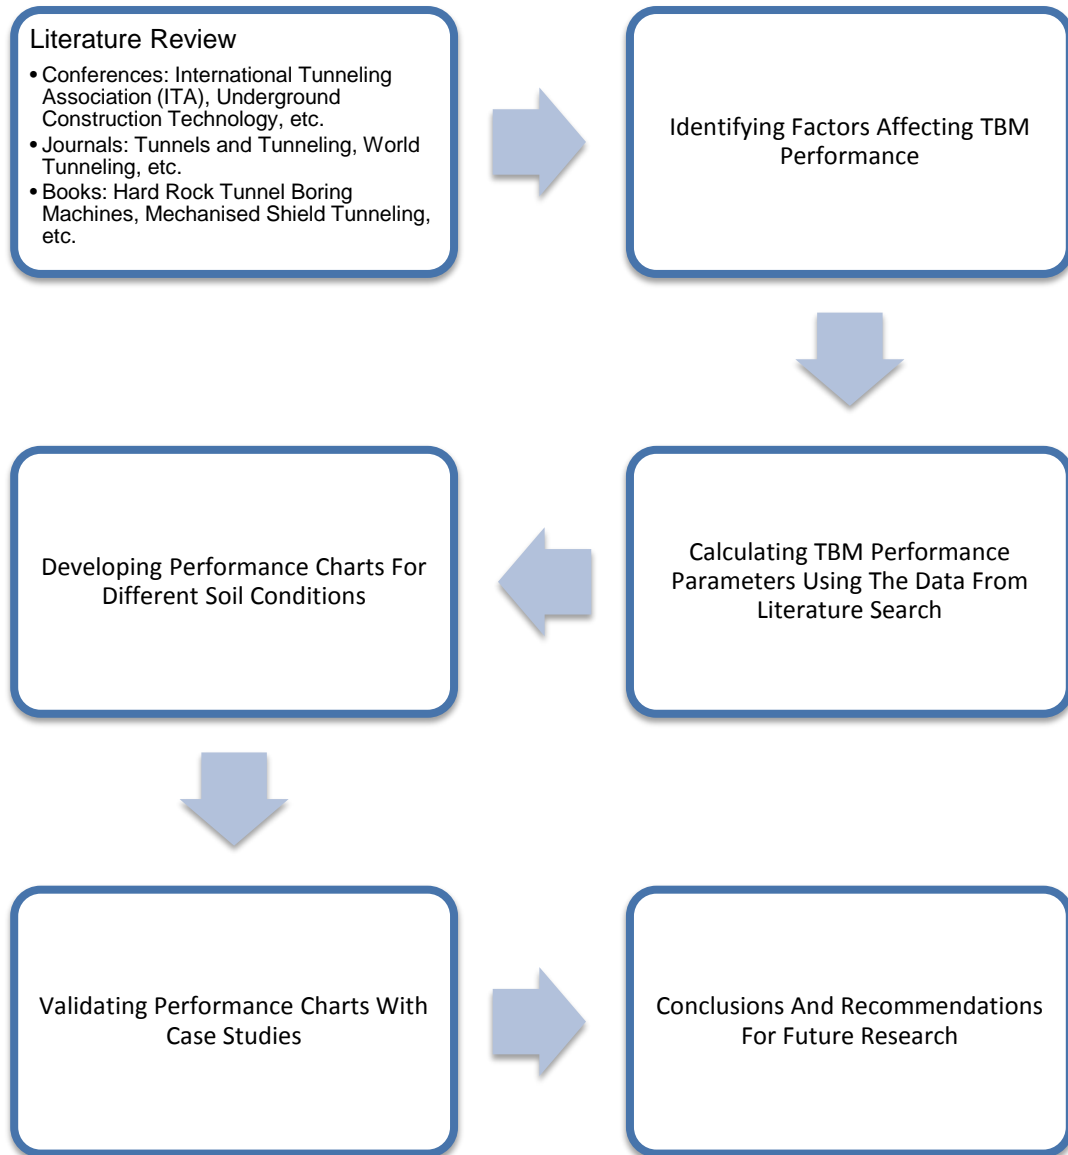 Literature Review
• Conferences: International Tunneling
Association (ITA), Underground
Construction Technology, etc.
• Journals: Tunnels and Tunneling, World
Tunneling, etc.
• Books: Hard Rock Tunnel Boring
Machines, Mechanised Shield Tunneling,
etc.
Identifying Factors Affecting TBM
Performance
Calculating TBM Performance
Parameters Using The Data From
Literature Search
Developing Performance Charts For
Different Soil Conditions
Validating Performance Charts With
Case Studies
Conclusions And Recommendations
For Future Research